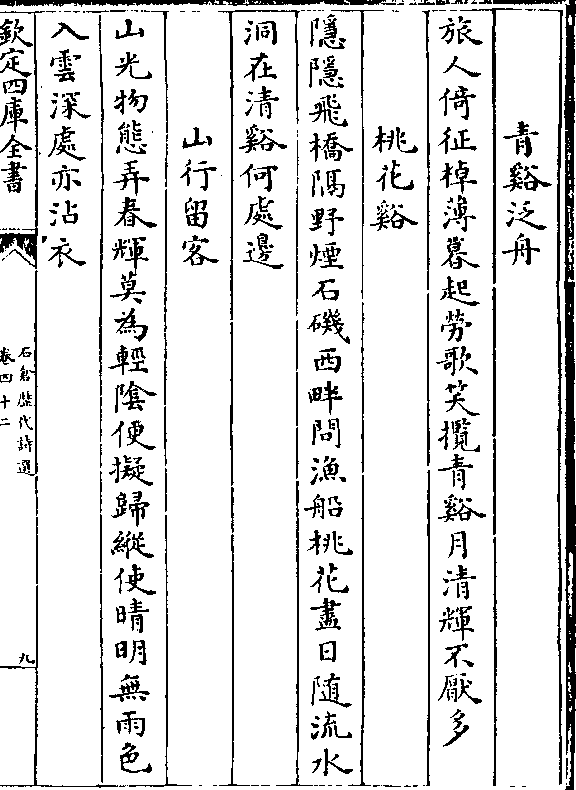 青谿泛舟
旅人倚征棹薄暮起勞歌笑攬青谿月清輝不厭多
桃花谿
隱隱飛橋隔野煙石磯西畔問漁船桃花盡日隨流水
洞在清谿何處邊
山行留客
山光物態弄春輝莫為輕陰便擬歸縱使晴明無雨色
入雲深處亦沾衣
欽定四庫全書
石倉歷代詩選
卷四十二
九